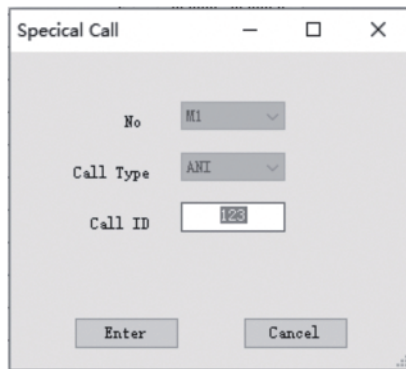 Specical Call
No M1
Call Type ANI
Call ID 123
Enter Cancel